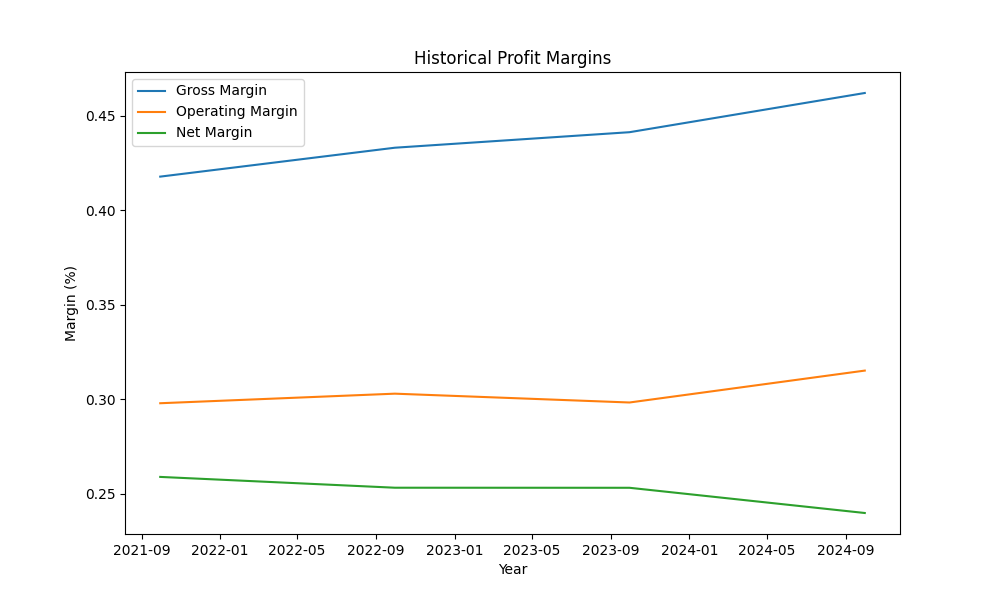 Historical Profit Margins
Gross Margin
Operating Margin
Net Margin
Margin (%)
0.45
0.40
0.35
0.30
0.25
2021-09 2022-01 2022-05 2022-09 2023-01 2023-05 2023-09 2024-01 2024-05 2024-09
Year